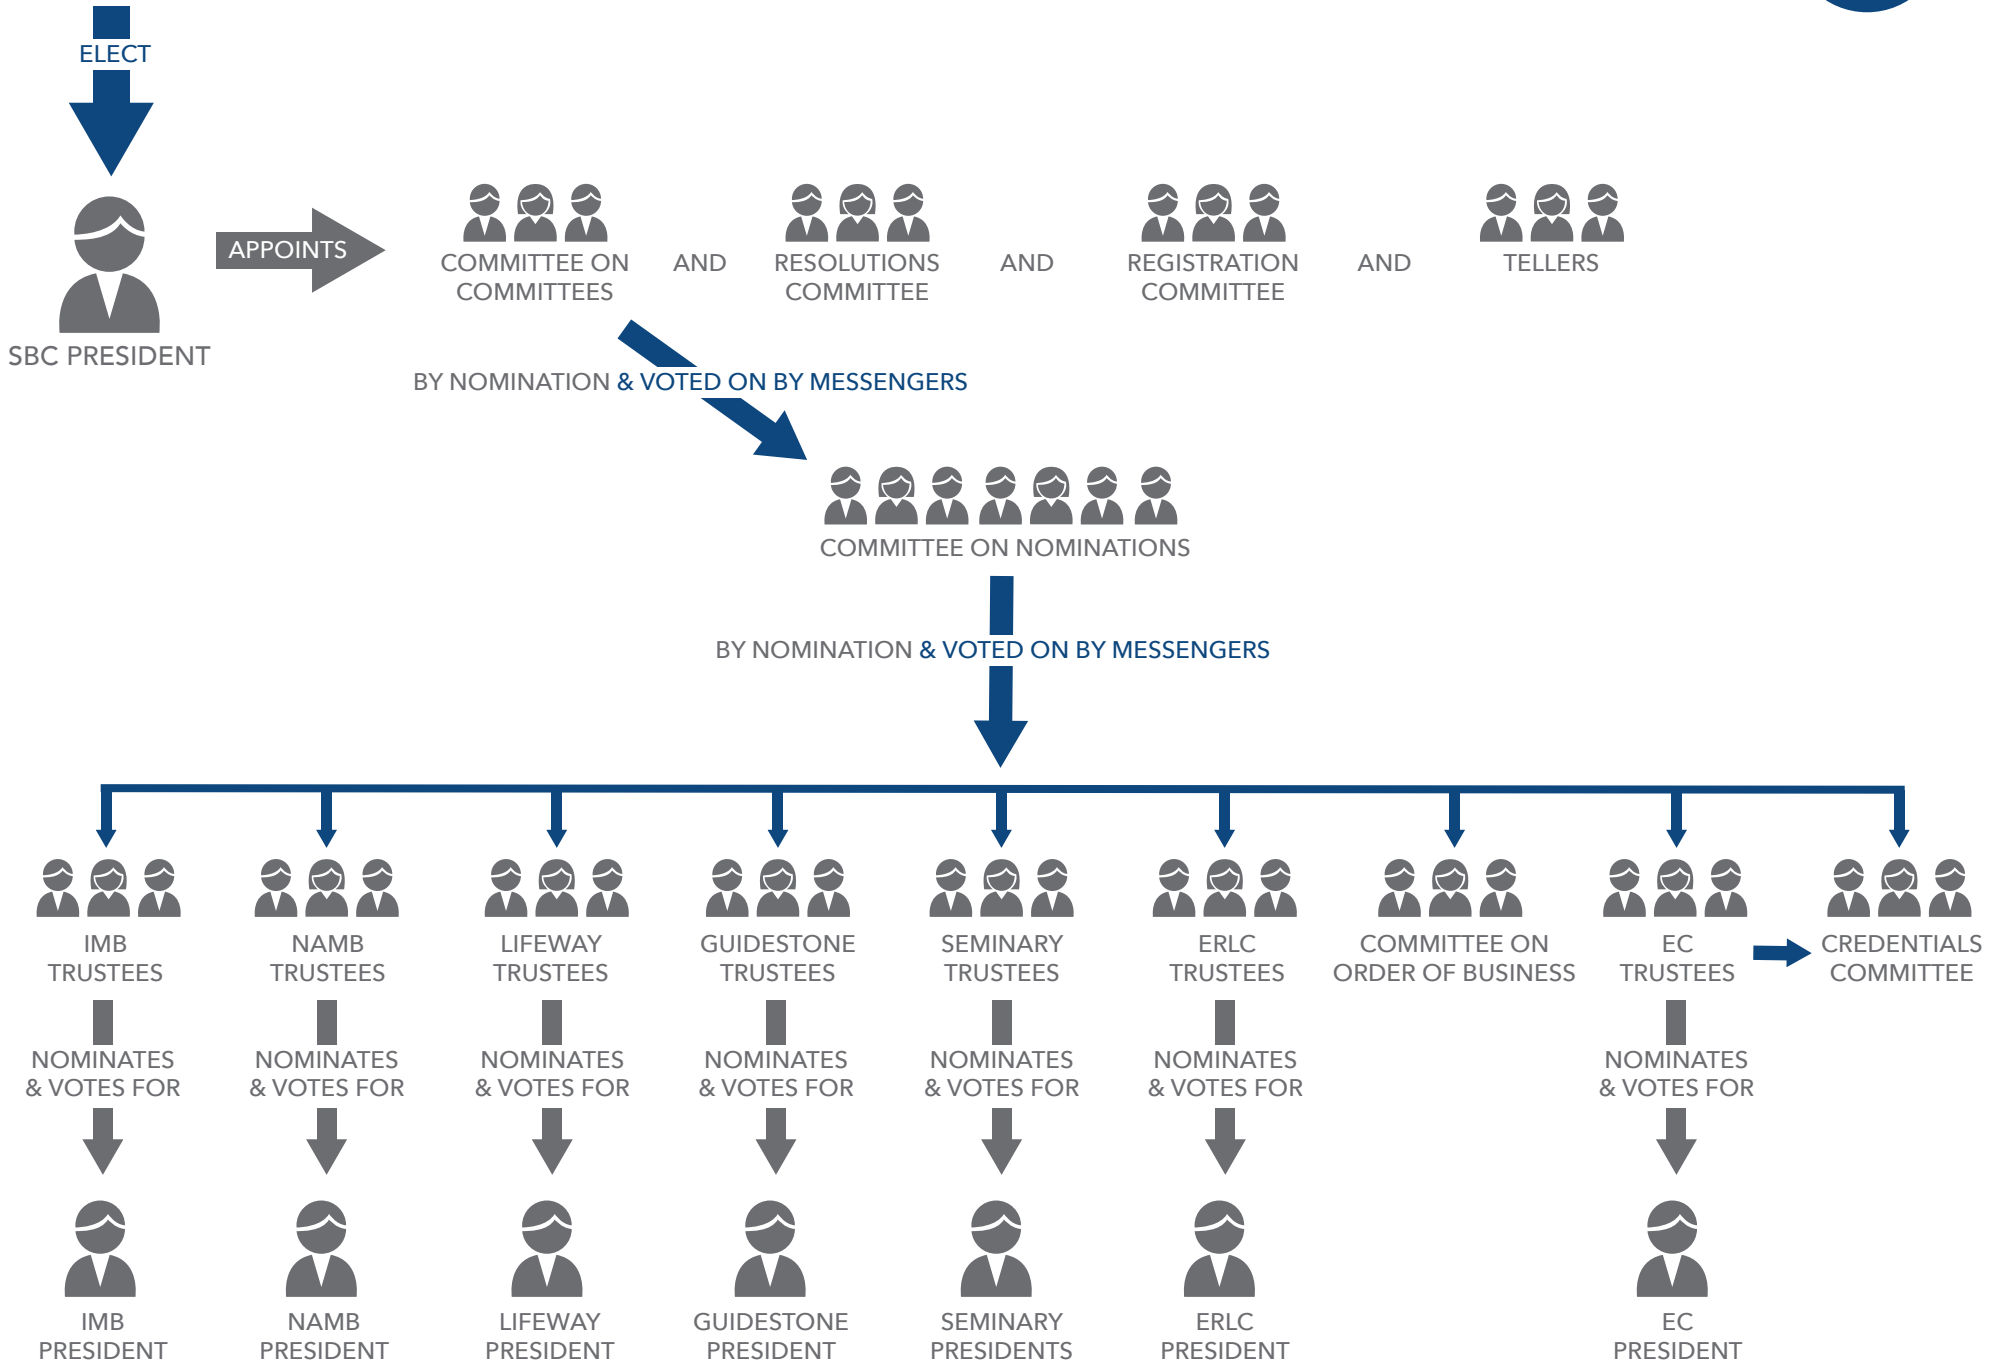 ELECT
SBC PRESIDENT
APPOINTS
COMMITTEE ON
COMMITTEES
AND
RESOLUTIONS
COMMITTEE
AND
REGISTRATION
COMMITTEE
AND
TELLERS
BY NOMINATION & VOTED ON BY MESSENGERS
COMMITTEE ON NOMINATIONS
BY NOMINATION & VOTED ON BY MESSENGERS
IMB
TRUSTEES
NAMB
TRUSTEES
LIFEWAY
TRUSTEES
GUIDESTONE
TRUSTEES
SEMINARY
TRUSTEES
ERLC
TRUSTEES
COMMITTEE ON
ORDER OF BUSINESS
EC
TRUSTEES
CREDENTIALS
COMMITTEE
NOMINATES
& VOTES FOR
NOMINATES
& VOTES FOR
NOMINATES
& VOTES FOR
NOMINATES
& VOTES FOR
NOMINATES
& VOTES FOR
NOMINATES
& VOTES FOR
NOMINATES
& VOTES FOR
IMB
PRESIDENT
NAMB
PRESIDENT
LIFEWAY
PRESIDENT
GUIDESTONE
PRESIDENT
SEMINARY
PRESIDENTS
ERLC
PRESIDENT
EC
PRESIDENT